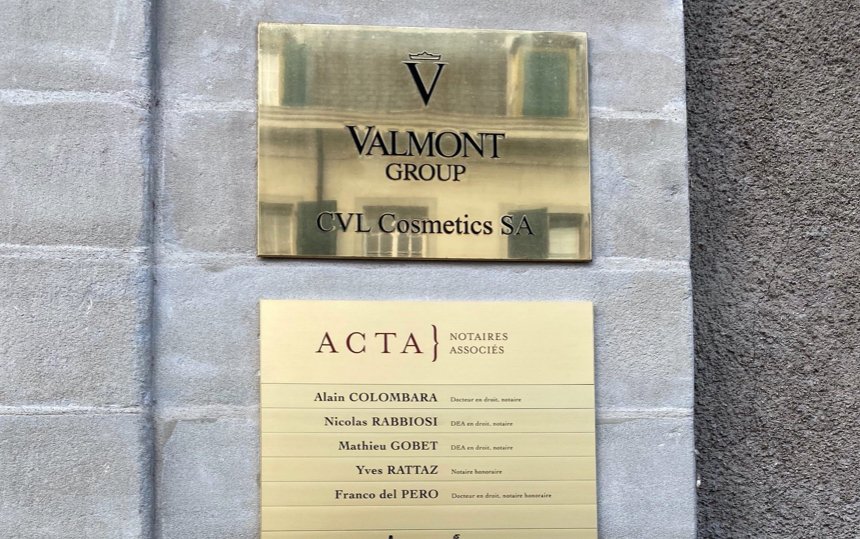 V
VALMONT
GROUP
CVL Cosmetics SA
ACTA} NOTAIRES
ASSOCIÉS
Alain COLOMBARA Docteur en droit, notaire
Nicolas RABBIOSI DEA en droit, notaire
Mathieu GOBET DEA en droit, notaire
Yves RATTAZ Notaire honoraire
Franco del PERO Docteur en droit, notaire honoraire